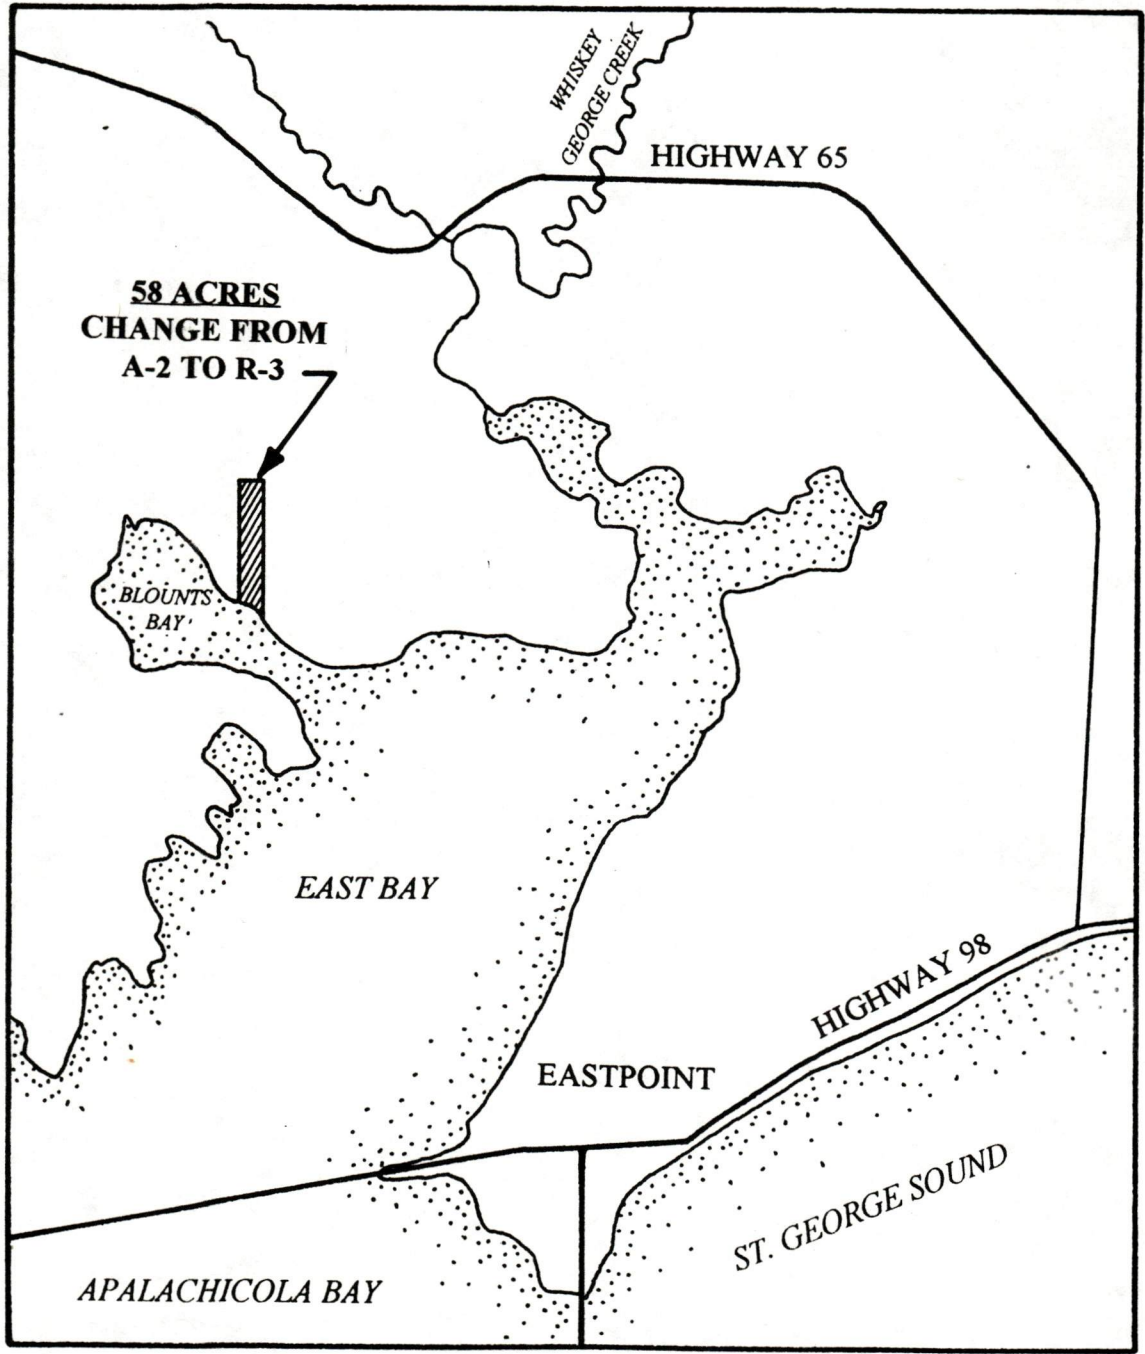 WHISKEY
GEORGE CREEK
HIGHWAY 65
58 ACRES
CHANGE FROM
A-2 TO R-3
BLOUNTS
BAY
EAST BAY
HIGHWAY 98
EASTPOINT
ST. GEORGE SOUND
APALACHICOLA BAY